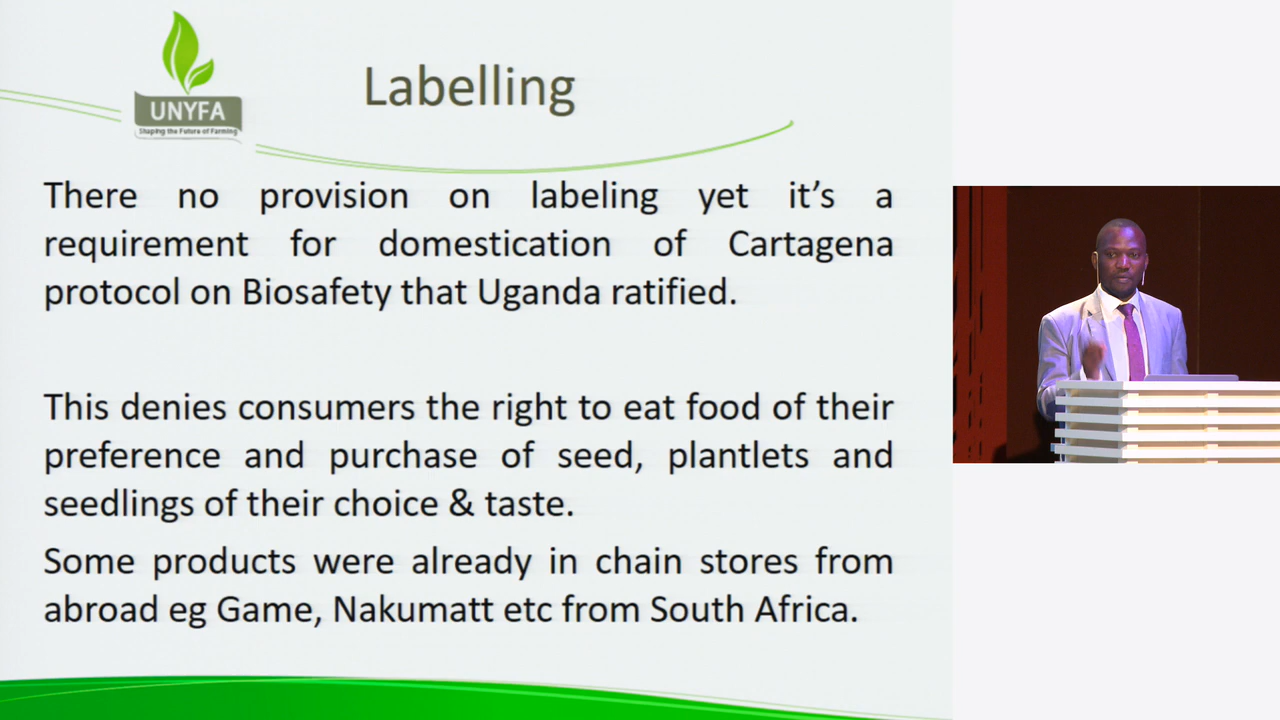 UNYFA
Shaping the Future of Farming
Labelling
There no provision on labeling yet it’s a
requirement for domestication of Cartagena
protocol on Biosafety that Uganda ratified.
This denies consumers the right to eat food of their
preference and purchase of seed, plantlets and
seedlings of their choice & taste.
Some products were already in chain stores from
abroad eg Game, Nakumatt etc from South Africa.